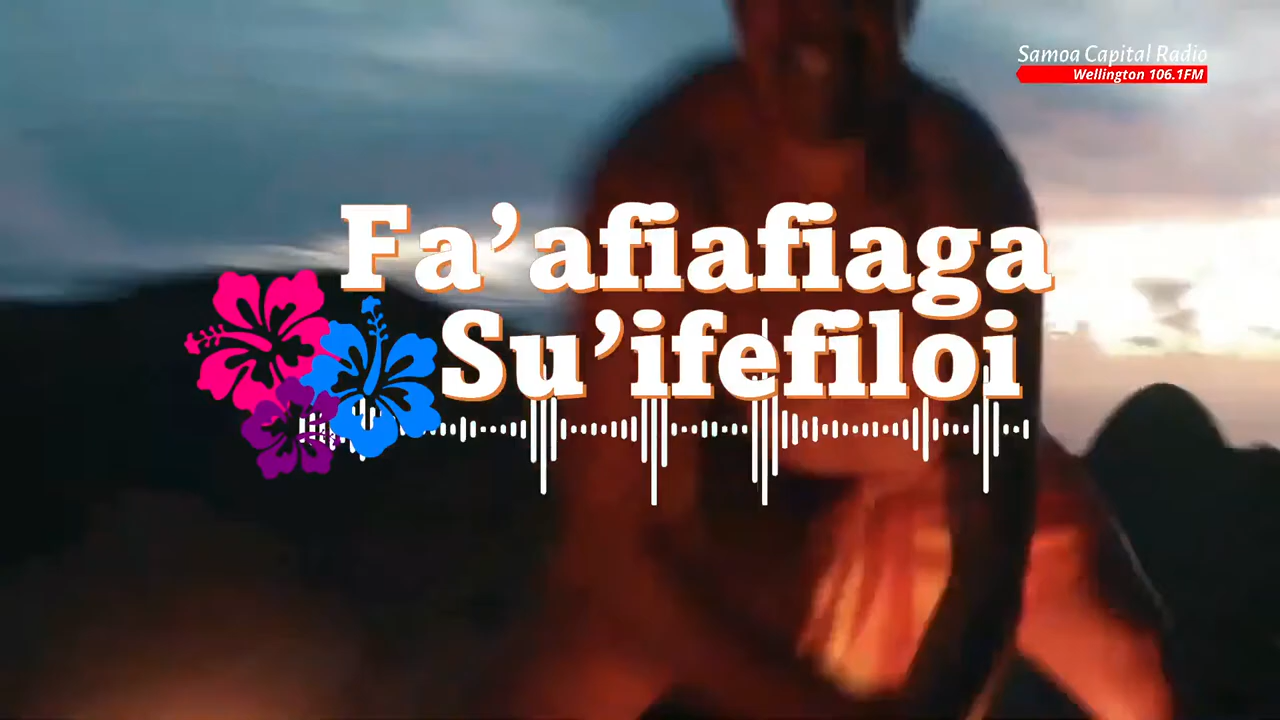 Samoa Capital Radio
Wellington 106.1FM
Fa’afiafiaga
Su’ifefiloi